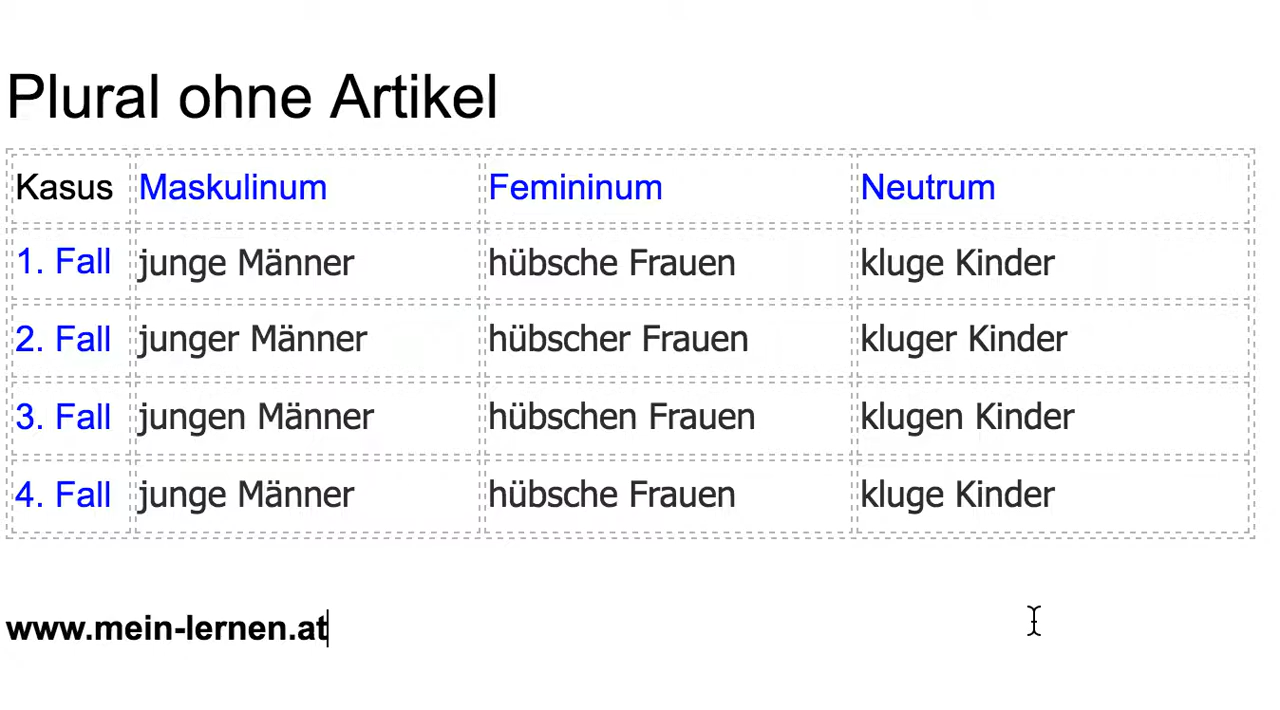 Plural ohne Artikel
Kasus Maskulinum Femininum Neutrum
1. Fall junge Männer hübsche Frauen kluge Kinder
2. Fall junger Männer hübscher Frauen kluger Kinder
3. Fall jungen Männer hübschen Frauen klugen Kinder
4. Fall junge Männer hübsche Frauen kluge Kinder
www.mein-lernen.at